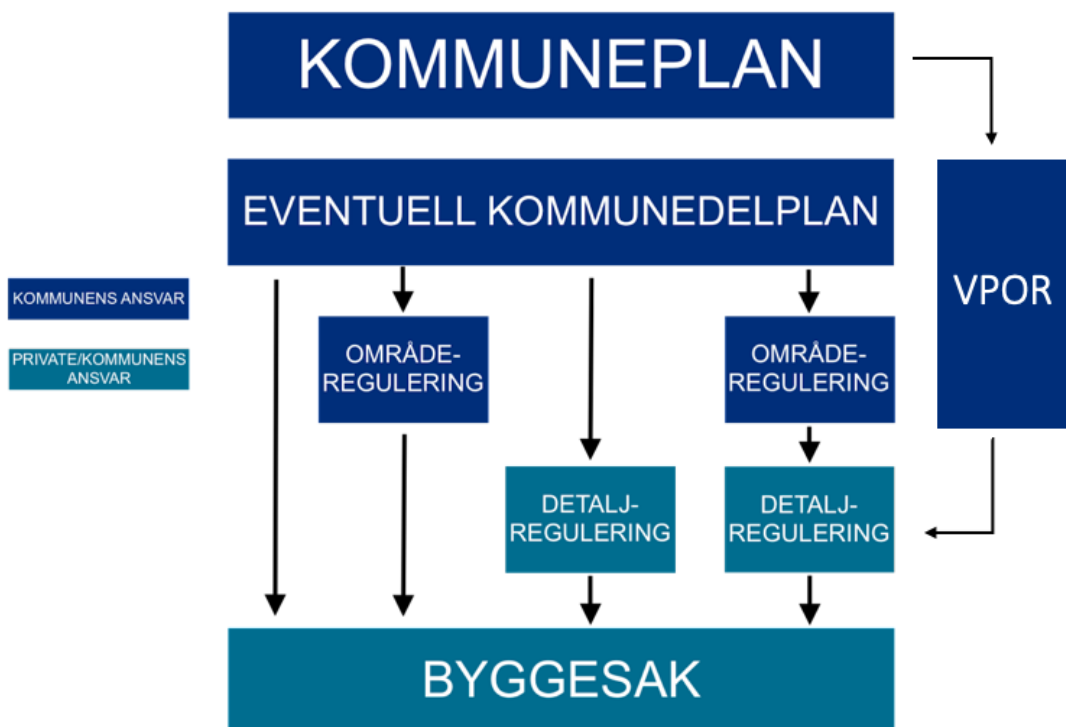 KOMMUNEPLAN
EVENTUELL KOMMUNEDELPLAN
VPOR
KOMMUNENS ANSVAR
PRIVATE/KOMMUNENS
ANSVAR
OMRÅDE-
REGULERING
OMRÅDE-
REGULERING
DETALJ-
REGULERING
DETALJ-
REGULERING
BYGGESAK